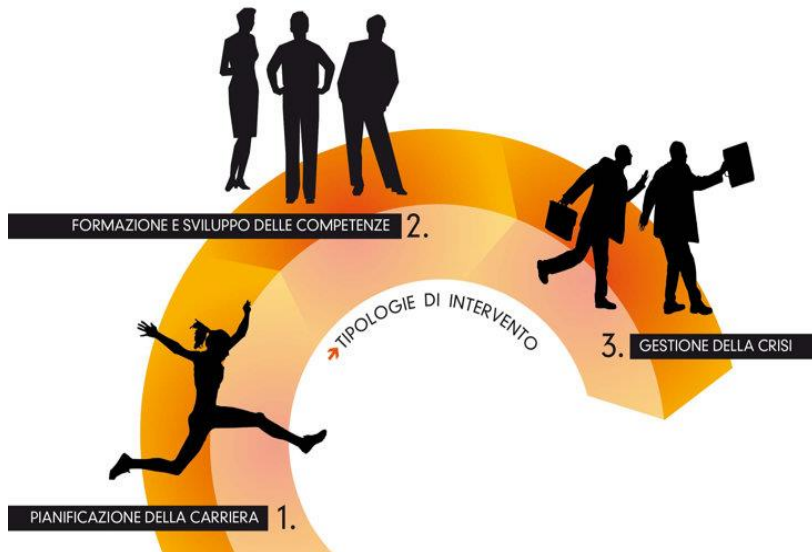 FORMAZIONE E SVILUPPO DELLE COMPETENZE 2.
TIPOLOGIE DI INTERVENTO
3. GESTIONE DELLA CRISI
PIANIFICAZIONE DELLA CARRIERA 1.